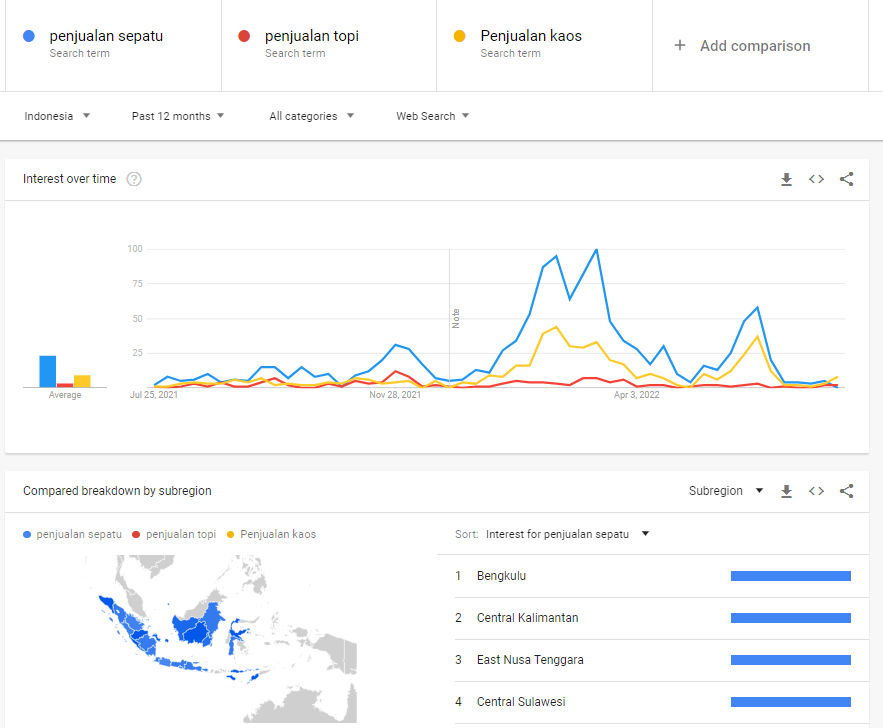 penjualan sepatu
Search term
penjualan topi
Search term
Penjualan kaos
Search term
+ Add comparison
Indonesia
Past 12 months
All categories
Web Search
Interest over time
?
100
75
50
25
Note
Average
Jul 25, 2021
Nov 28, 2021
Apr 3, 2022
Compared breakdown by subregion
Subregion
penjualan sepatu
penjualan topi
Penjualan kaos
Sort: Interest for penjualan sepatu
1 Bengkulu
2 Central Kalimantan
3 East Nusa Tenggara
4 Central Sulawesi